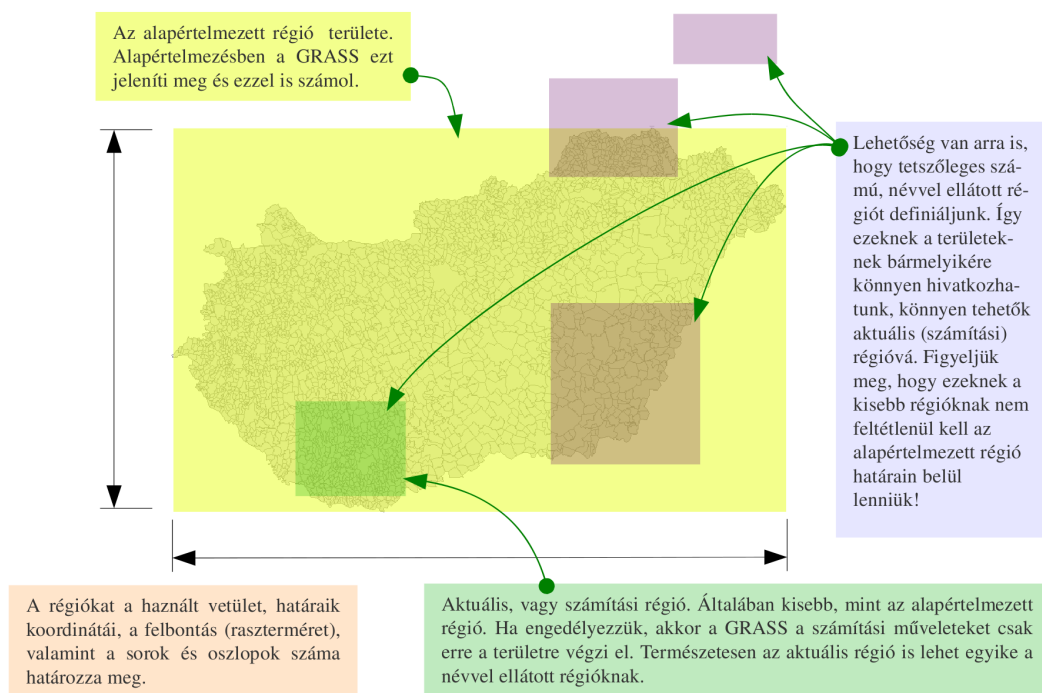 Az alapértelmezett régió területe.
Alapértelmezésben a GRASS ezt
jeleníti meg és ezzel is számol.
Lehetőség van arra is,
hogy tetszőleges szá-
mú, névvel ellátott ré-
giót definiáljunk. Így
ezeknek a területek-
nek bármelyikére
könnyen hivatkozha-
tunk, könnyen tehetők
aktuális (számítási)
régióvá. Figyeljük
meg, hogy ezeknek a
kisebb régióknak nem
feltétlenül kell az
alapértelmezett régió
határain belül
lenniük!
A régiókat a haznált vetület, határaik
koordinátái, a felbontás (raszterméret),
valamint a sorok és oszlopok száma
határozza meg.
Aktuális, vagy számítási régió. Általában kisebb, mint az alapértelmezett
régió. Ha engedélyezzük, akkor a GRASS a számítási műveleteket csak
erre a területre végzi el. Természetesen az aktuális régió is lehet egyike a
névvel ellátott régióknak.